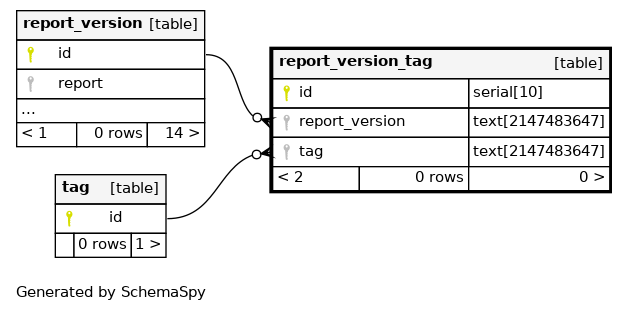 report_version [table]
id
report
...
< 1 0 rows 14 >
report_version_tag [table]
id serial[10]
report_version text[2147483647]
tag text[2147483647]
< 2 0 rows 0 >
tag [table]
id
0 rows 1 >
Generated by SchemaSpy